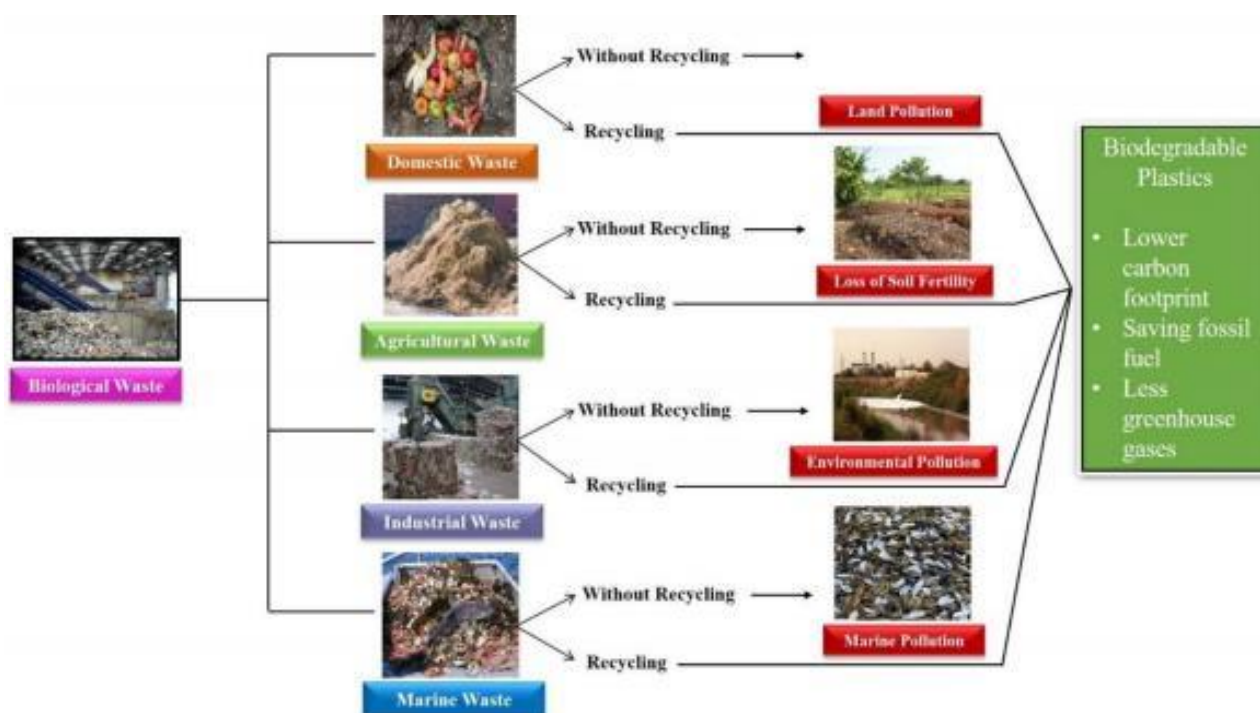 Without Recycling
Land Pollution
Recycling
Domestic Waste
Without Recycling
Loss of Soil Fertility
Recycling
Agricultural Waste
Biological Waste
Without Recycling
Environmental Pollution
Recycling
Industrial Waste
Without Recycling
Marine Pollution
Recycling
Marine Waste
Biodegradable
Plastics
• Lower
carbon
footprint
• Saving fossil
fuel
• Less
greenhouse
gases